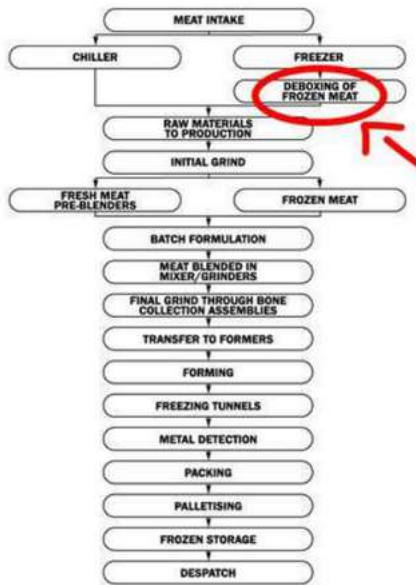 MEAT INTAKE
CHILLER
FREEZER
DEBOXING OF
FROZEN MEAT
RAW MATERIALS
TO PRODUCTION
INITIAL GRIND
FRESH MEAT
PRE-BLENDERS
FROZEN MEAT
BATCH FORMULATION
MEAT BLENDED IN
MIXER/GRINDERS
FINAL GRIND THROUGH BONE
COLLECTION ASSEMBLIES
TRANSFER TO FORMERS
FORMING
FREEZING TUNNELS
METAL DETECTION
PACKING
PALLETISING
FROZEN STORAGE
DESPATCH